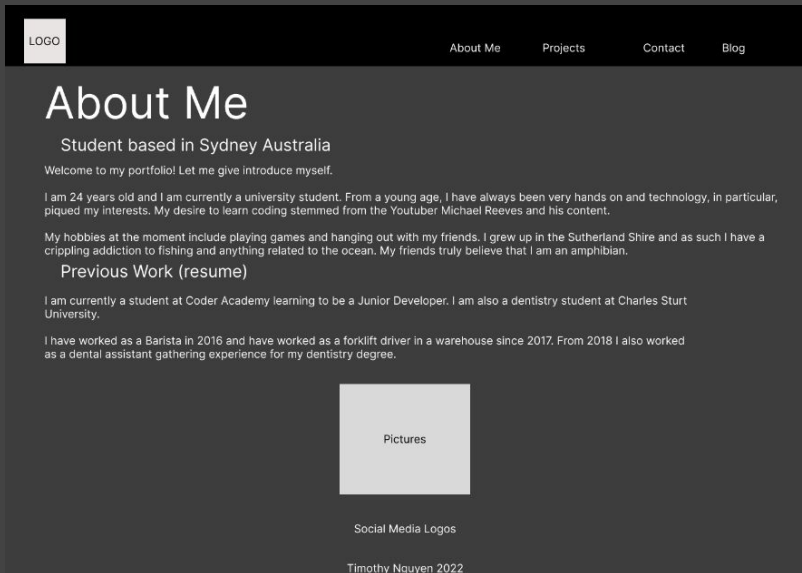 LOGO
About Me Projects Contact Blog
About Me
Student based in Sydney Australia
Welcome to my portfolio! Let me give introduce myself.
I am 24 years old and I am currently a university student. From a young age, I have always been very hands on and technology, in particular,
piqued my interests. My desire to learn coding stemmed from the Youtuber Michael Reeves and his content.
My hobbies at the moment include playing games and hanging out with my friends. I grew up in the Sutherland Shire and as such I have a
crippling addiction to fishing and anything related to the ocean. My friends truly believe that I am an amphibian.
Previous Work (resume)
I am currently a student at Coder Academy learning to be a Junior Developer. I am also a dentistry student at Charles Sturt
University.
I have worked as a Barista in 2016 and have worked as a forklift driver in a warehouse since 2017. From 2018 I also worked
as a dental assistant gathering experience for my dentistry degree.
Pictures
Social Media Logos
Timothy Nguyen 2022